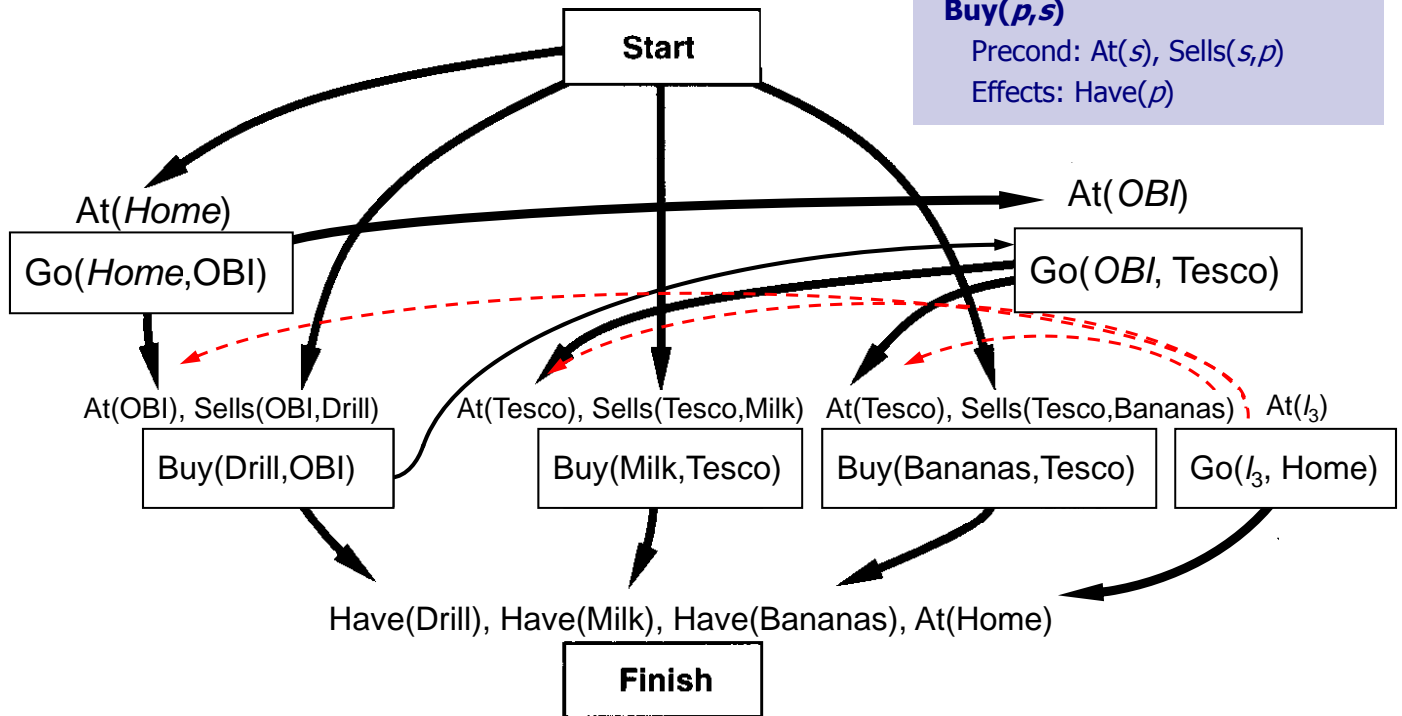 Buy(p,s)
Precond: At(s), Sells(s,p)
Effects: Have(p)
Start
At(Home)
At(OBI)
Go(Home,OBI)
Go(OBI, Tesco)
At(OBI), Sells(OBI,Drill)
At(Tesco), Sells(Tesco,Milk)
At(Tesco), Sells(Tesco,Bananas)
At(l₃)
Buy(Drill,OBI)
Buy(Milk,Tesco)
Buy(Bananas,Tesco)
Go(l₃, Home)
Have(Drill), Have(Milk), Have(Bananas), At(Home)
Finish